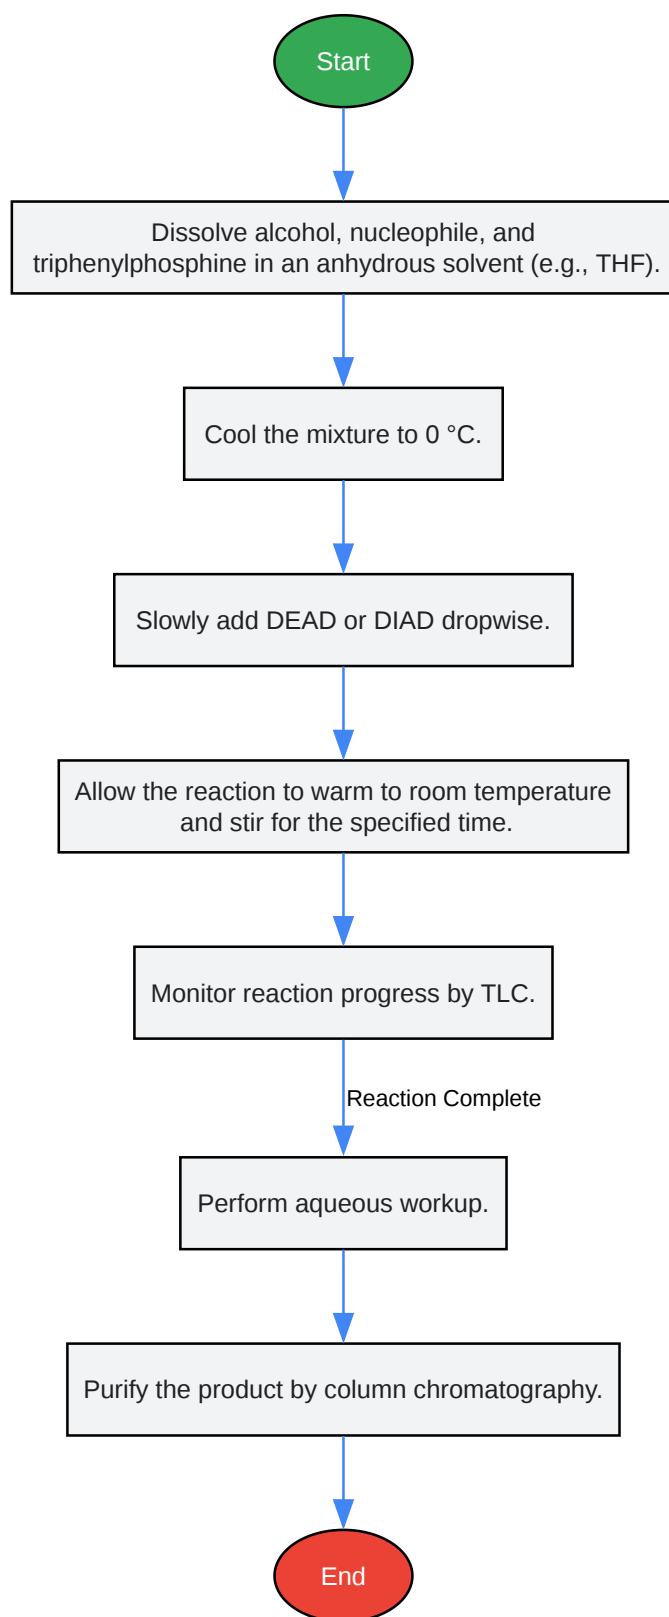 Start
Dissolve alcohol, nucleophile, and
triphenylphosphine in an anhydrous solvent (e.g., THF).
Cool the mixture to 0 °C.
Slowly add DEAD or DIAD dropwise.
Allow the reaction to warm to room temperature
and stir for the specified time.
Monitor reaction progress by TLC.
Reaction Complete
Perform aqueous workup.
Purify the product by column chromatography.
End